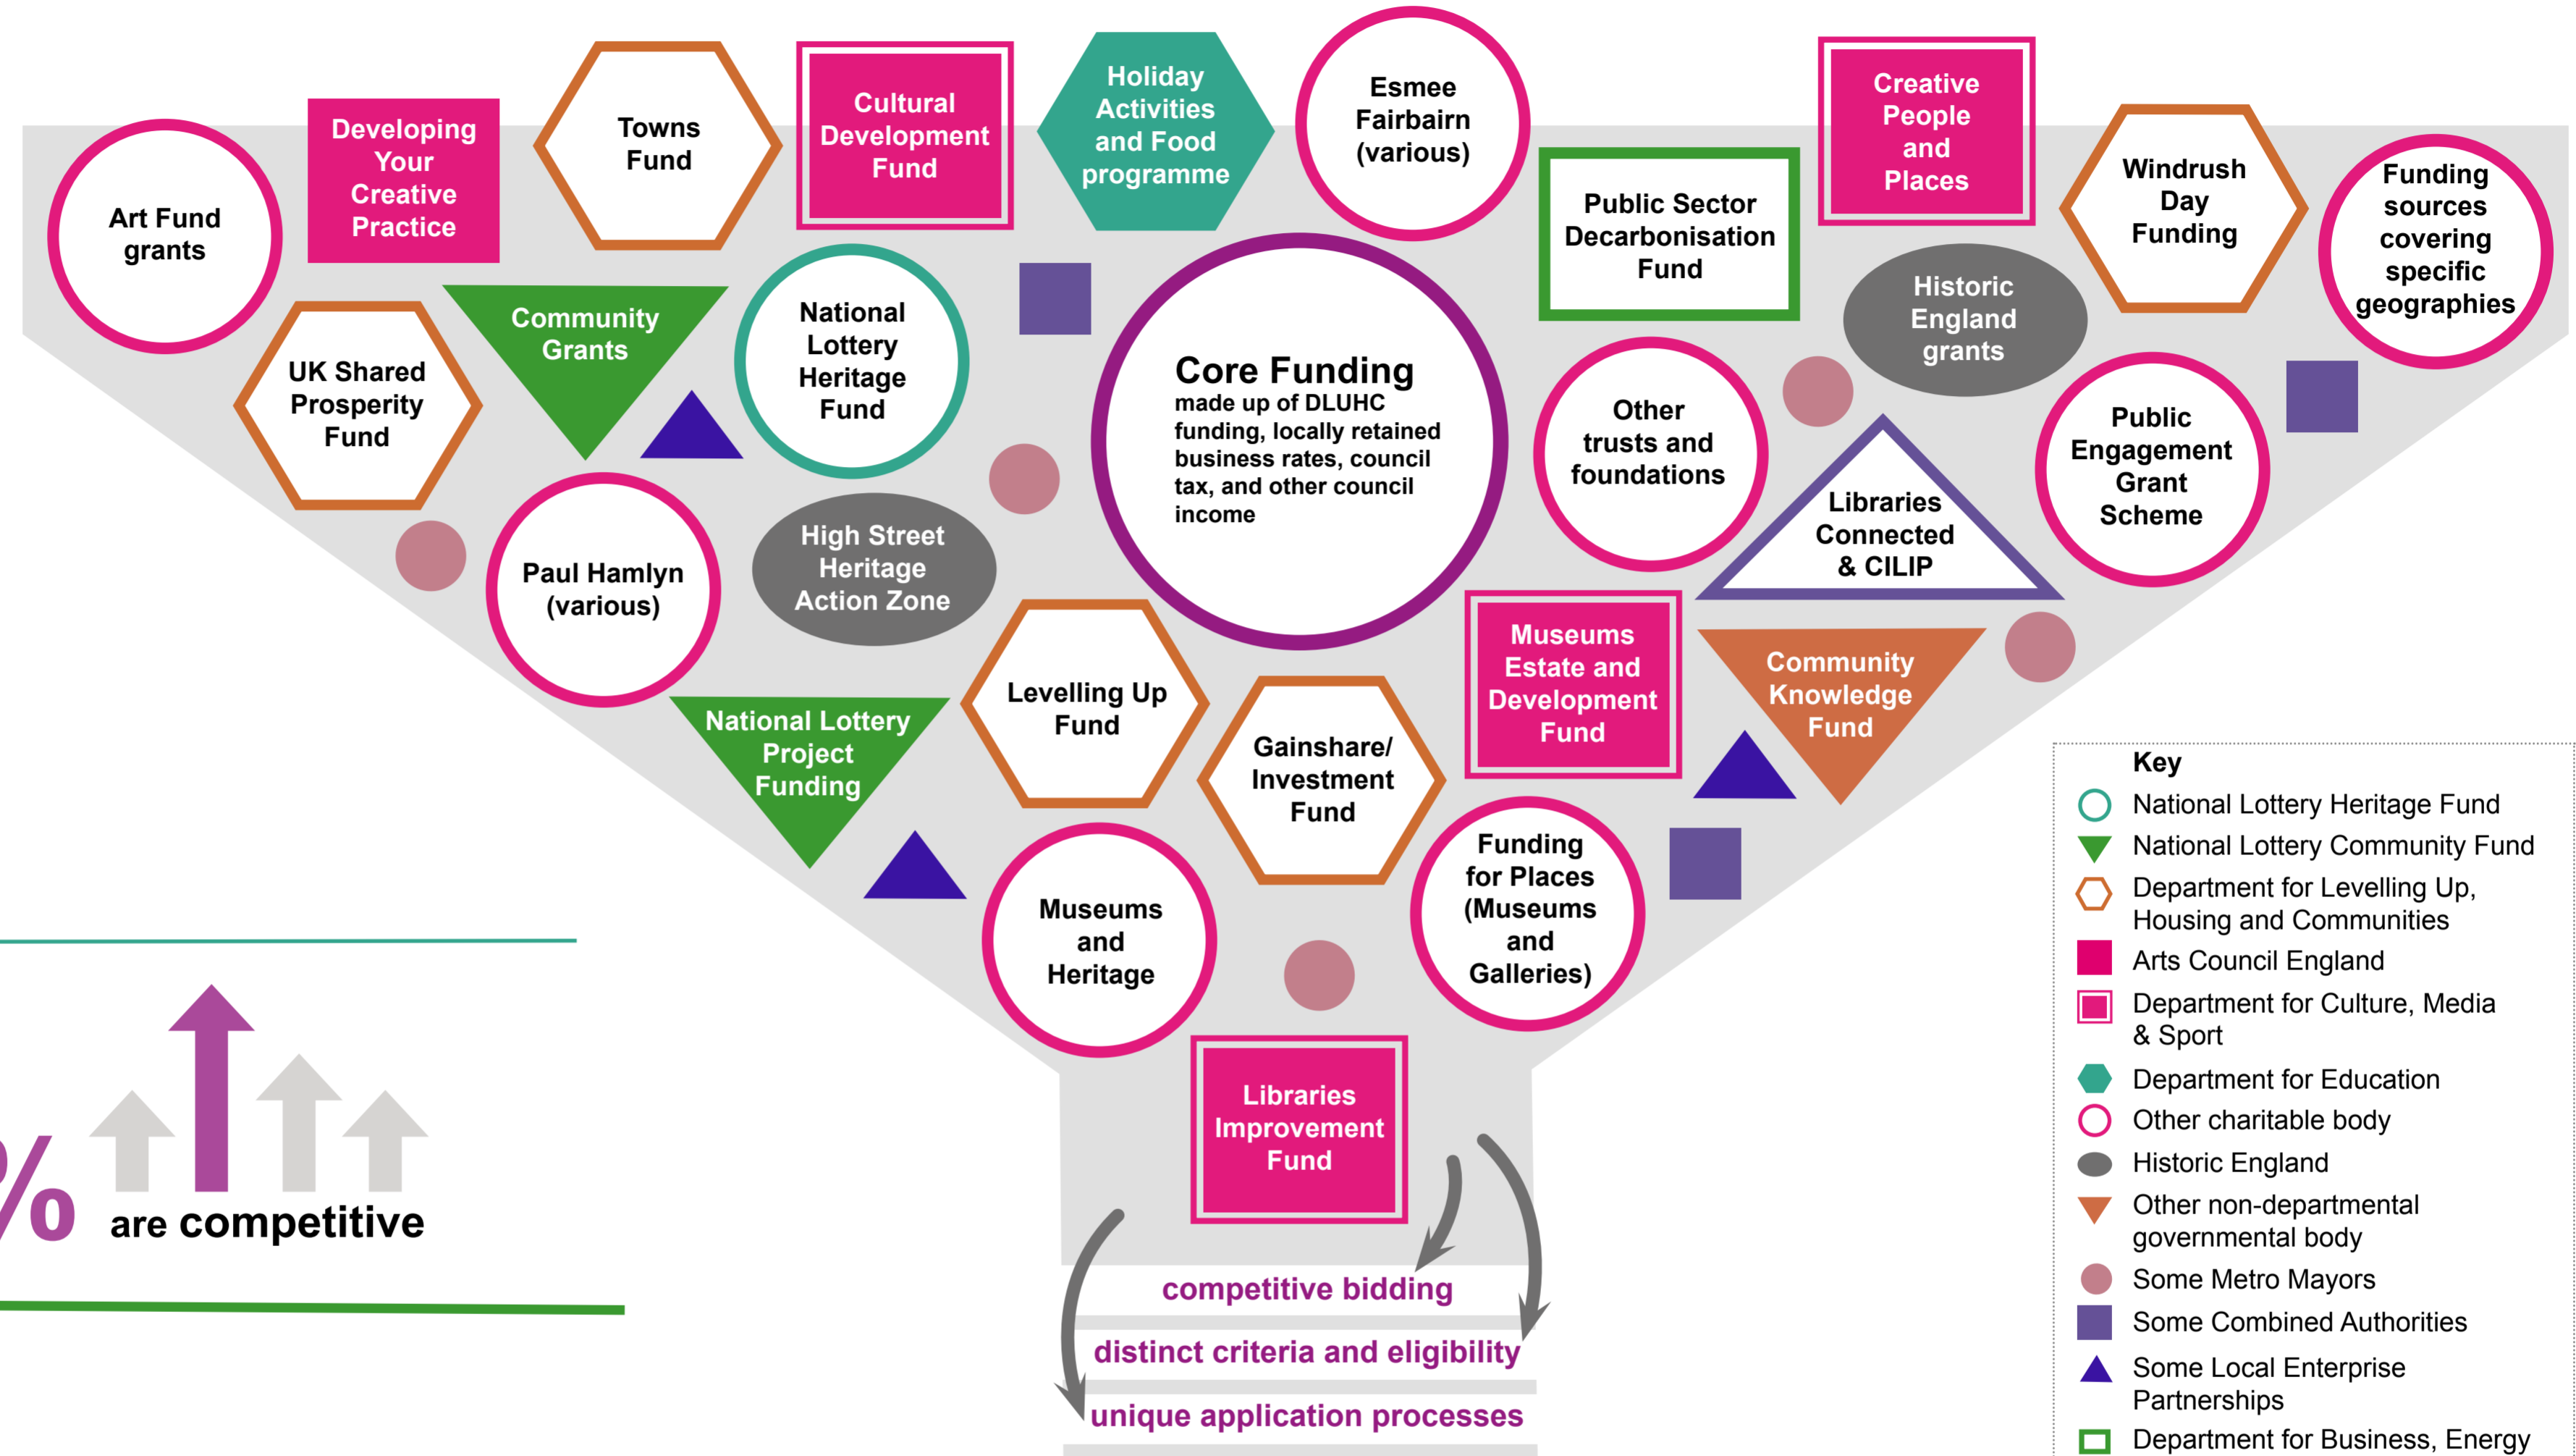 Art Fund
grants
Developing
Your
Creative
Practice
Towns
Fund
Cultural
Development
Fund
Holiday
Activities
and Food
programme
Esmee
Fairbairn
(various)
Public Sector
Decarbonisation
Fund
Creative
People
and
Places
Windrush
Day
Funding
Funding
sources
covering
specific
geographies
UK Shared
Prosperity
Fund
Community
Grants
National
Lottery
Heritage
Fund
Core Funding
made up of DLUHC
funding, locally retained
business rates, council
tax, and other council
income
Other
trusts and
foundations
Historic
England
grants
Libraries
Connected
& CILIP
Public
Engagement
Grant
Scheme
Paul Hamlyn
(various)
High Street
Heritage
Action Zone
National Lottery
Project
Funding
Levelling Up
Fund
Gainshare/
Investment
Fund
Museums
Estate and
Development
Fund
Community
Knowledge
Fund
Museums
and
Heritage
Funding
for Places
(Museums
and
Galleries)
Libraries
Improvement
Fund
competitive bidding
distinct criteria and eligibility
unique application processes
% are competitive
Key
National Lottery Heritage Fund
National Lottery Community Fund
Department for Levelling Up,
Housing and Communities
Arts Council England
Department for Culture, Media
& Sport
Department for Education
Other charitable body
Historic England
Other non-departmental
governmental body
Some Metro Mayors
Some Combined Authorities
Some Local Enterprise
Partnerships
Department for Business, Energy